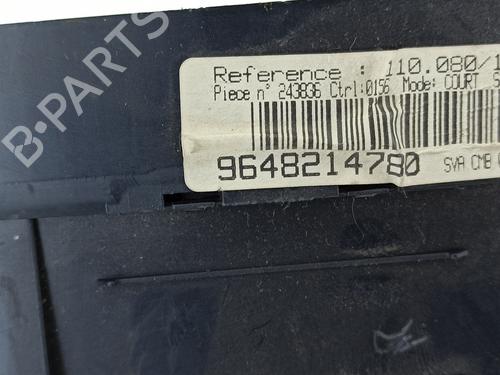 B-PARTS
Reference : 110.080/1
Piece n° 243836 Ctrl:0156 Mode: COURT S
9648214780 SVA CMB